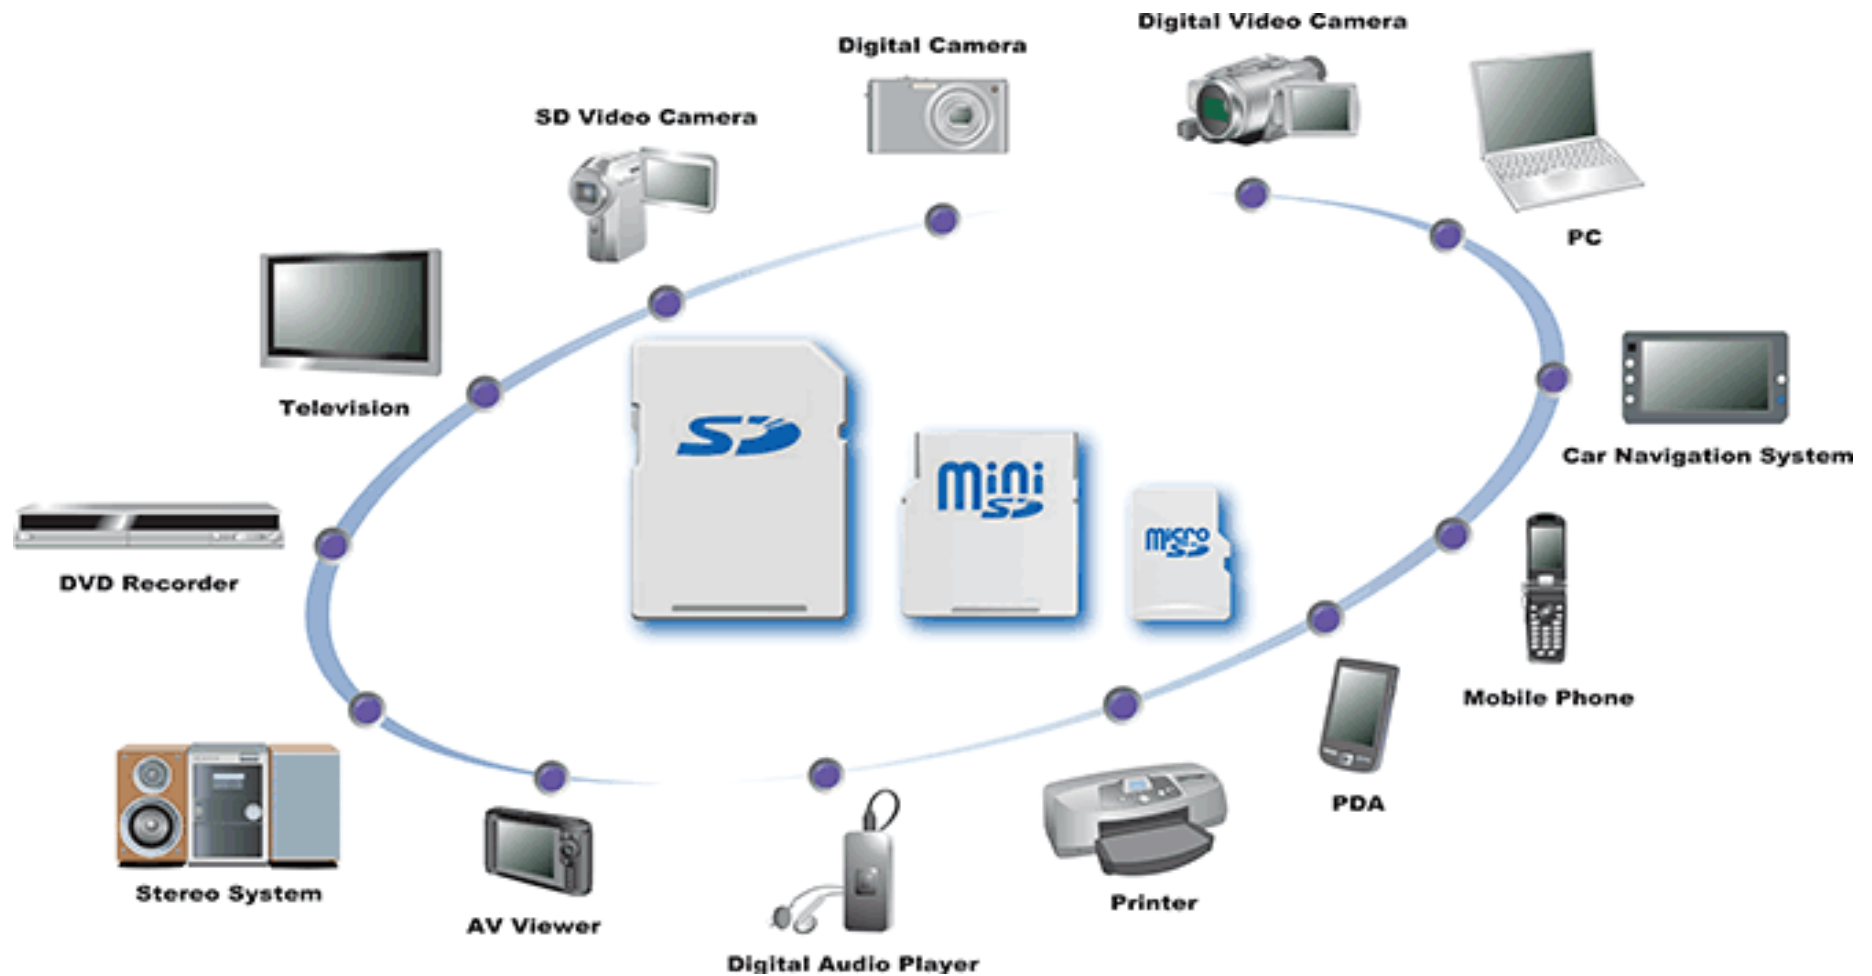 Digital Video Camera
Digital Camera
SD Video Camera
PC
Television
SD
mini
SD
micro
SD
Car Navigation System
DVD Recorder
Mobile Phone
PDA
Stereo System
Printer
AV Viewer
Digital Audio Player